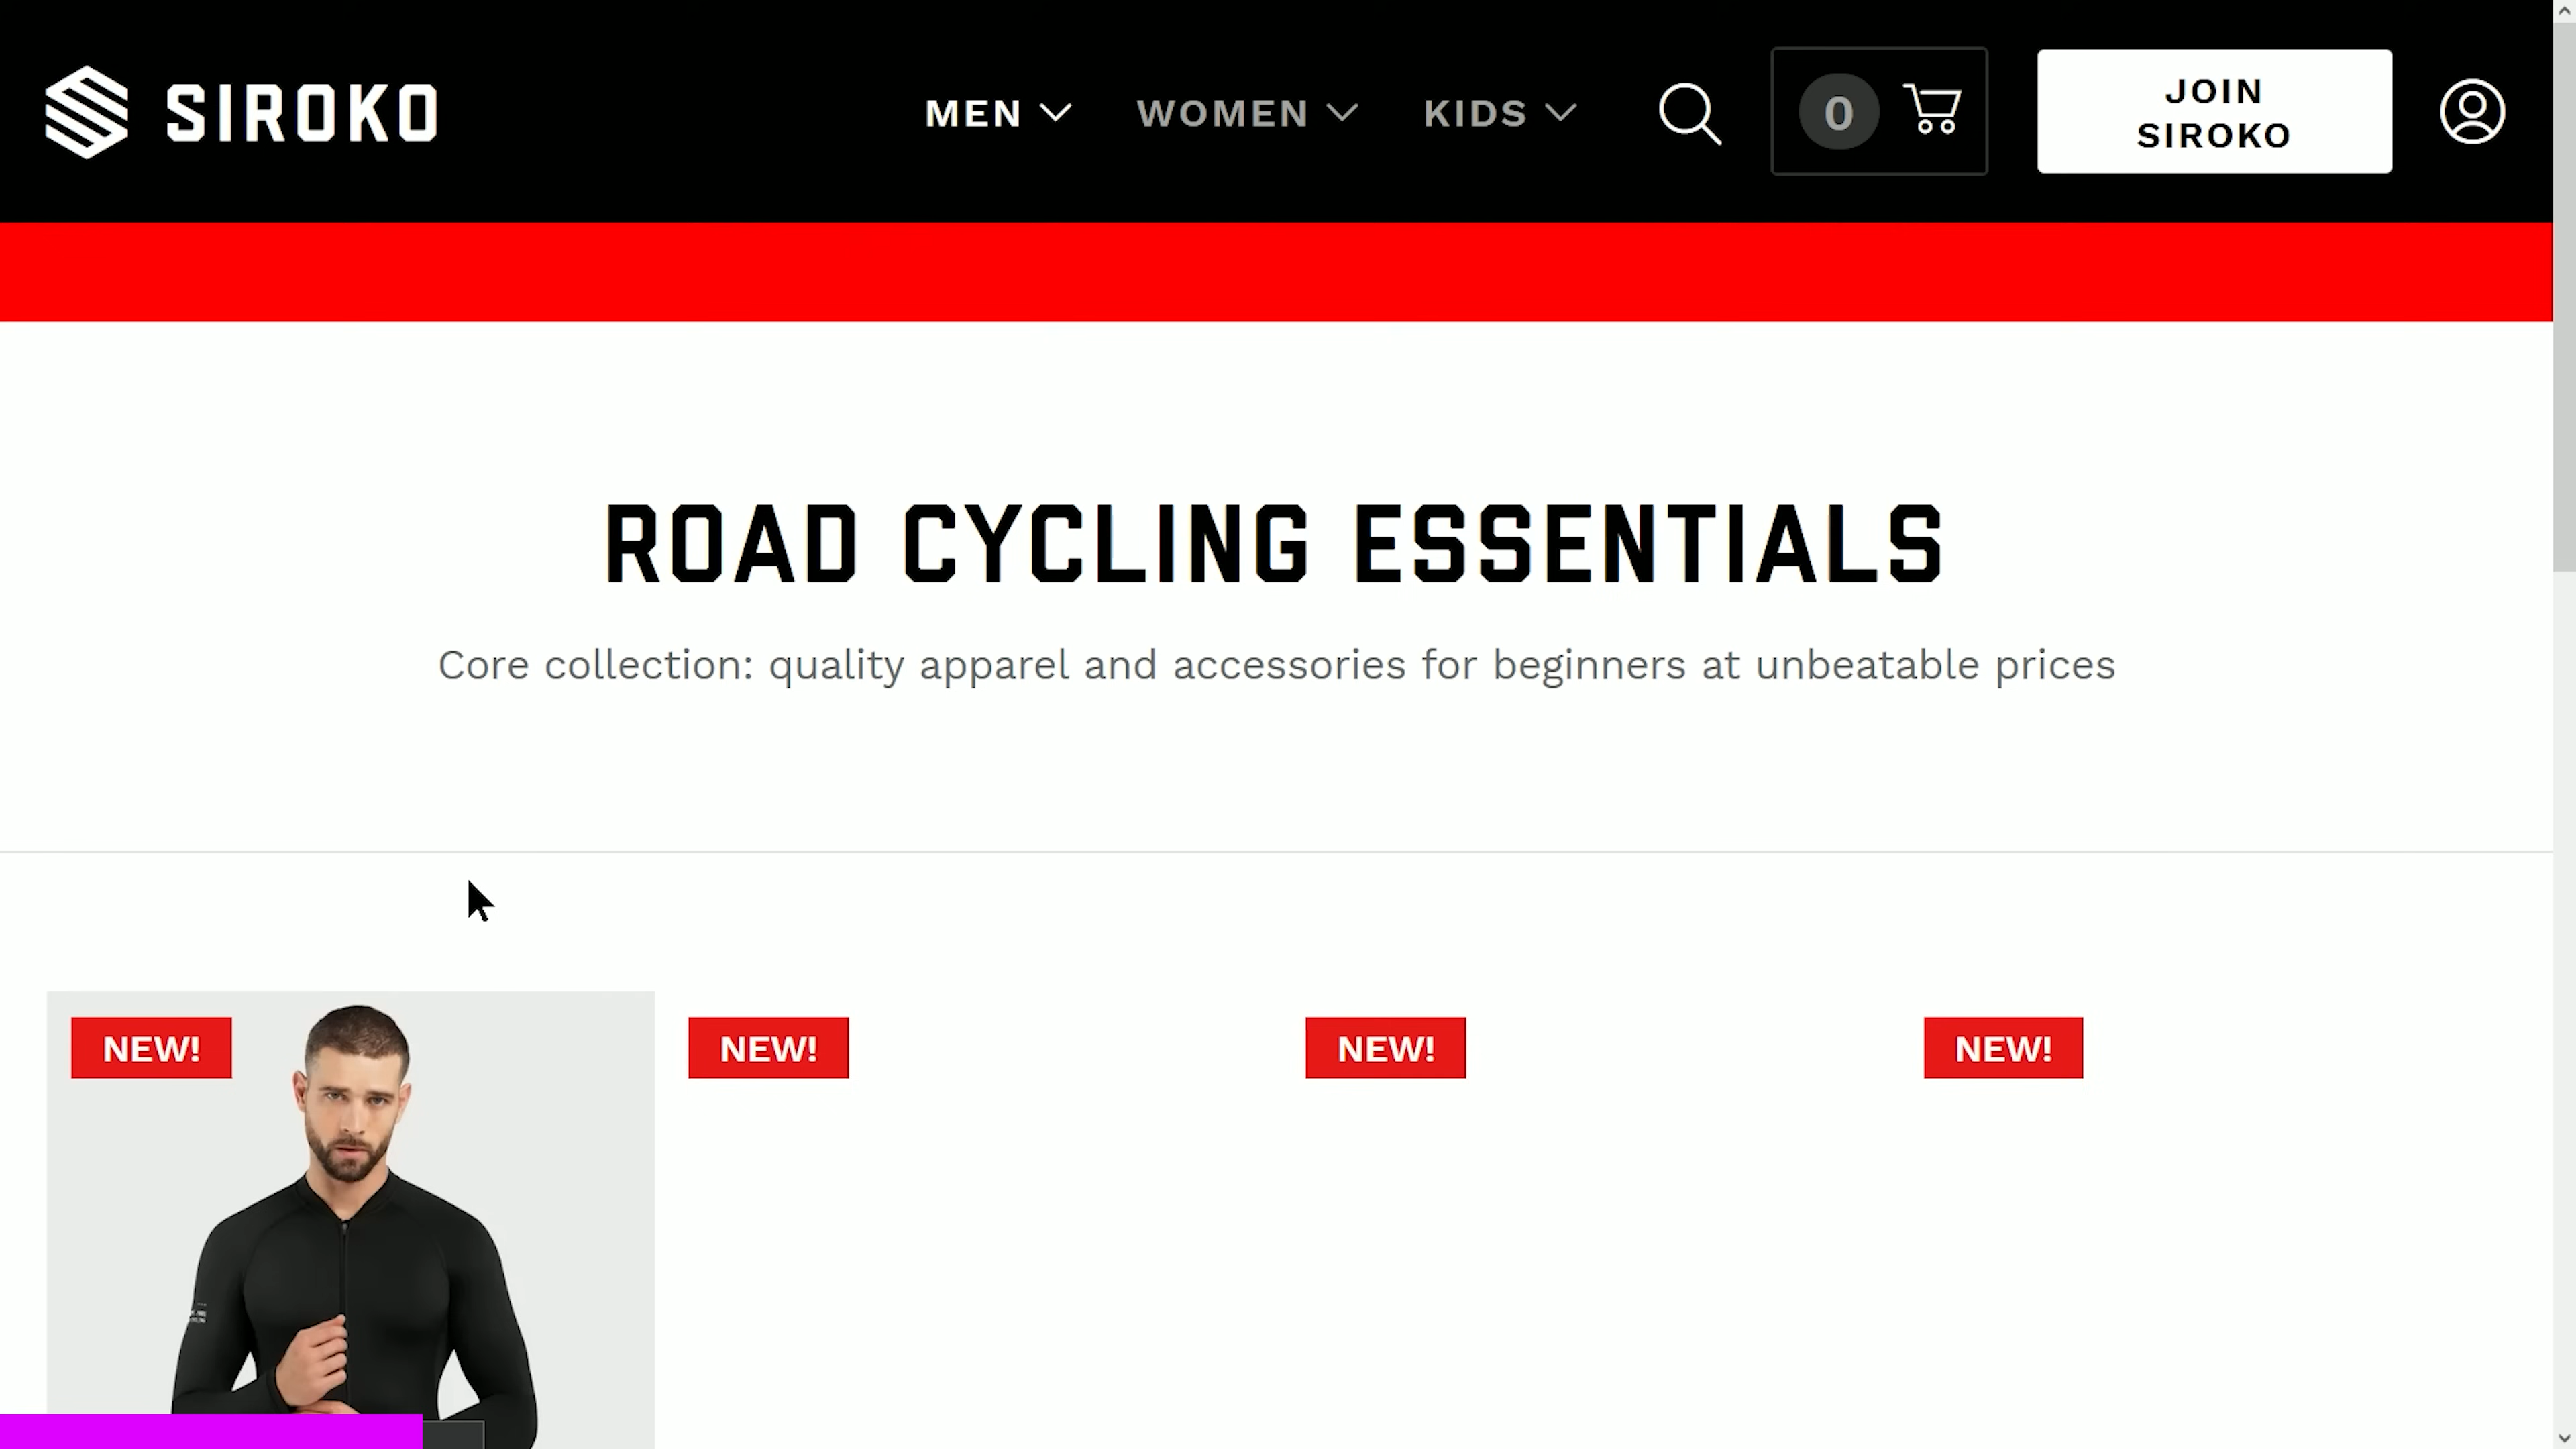 SIROKO
MEN
WOMEN
KIDS
0
JOIN
SIROKO
ROAD CYCLING ESSENTIALS
Core collection: quality apparel and accessories for beginners at unbeatable prices
NEW!
NEW!
NEW!
NEW!